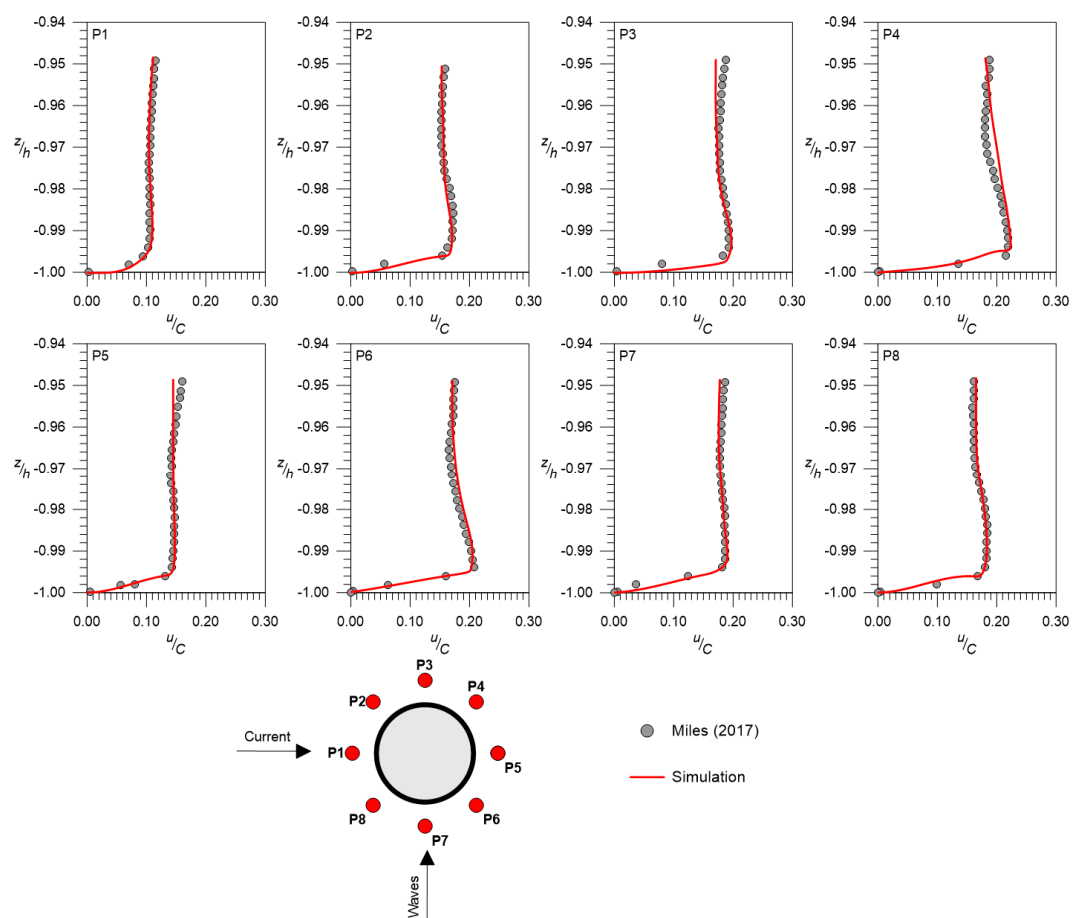 P1
-0.94
-0.95
-0.96
z/h
-0.97
-0.98
-0.99
-1.00
0.00
0.10
0.20
0.30
u/C
P2
-0.94
-0.95
-0.96
z/h
-0.97
-0.98
-0.99
-1.00
0.00
0.10
0.20
0.30
u/C
P3
-0.94
-0.95
-0.96
z/h
-0.97
-0.98
-0.99
-1.00
0.00
0.10
0.20
0.30
u/C
P4
-0.94
-0.95
-0.96
z/h
-0.97
-0.98
-0.99
-1.00
0.00
0.10
0.20
0.30
u/C
P5
-0.94
-0.95
-0.96
z/h
-0.97
-0.98
-0.99
-1.00
0.00
0.10
0.20
0.30
u/C
P6
-0.94
-0.95
-0.96
z/h
-0.97
-0.98
-0.99
-1.00
0.00
0.10
0.20
0.30
u/C
P7
-0.94
-0.95
-0.96
z/h
-0.97
-0.98
-0.99
-1.00
0.00
0.10
0.20
0.30
u/C
P8
-0.94
-0.95
-0.96
z/h
-0.97
-0.98
-0.99
-1.00
0.00
0.10
0.20
0.30
u/C
P3
P2
P4
Current
P1
P5
P8
P6
P7
Waves
Miles (2017)
Simulation